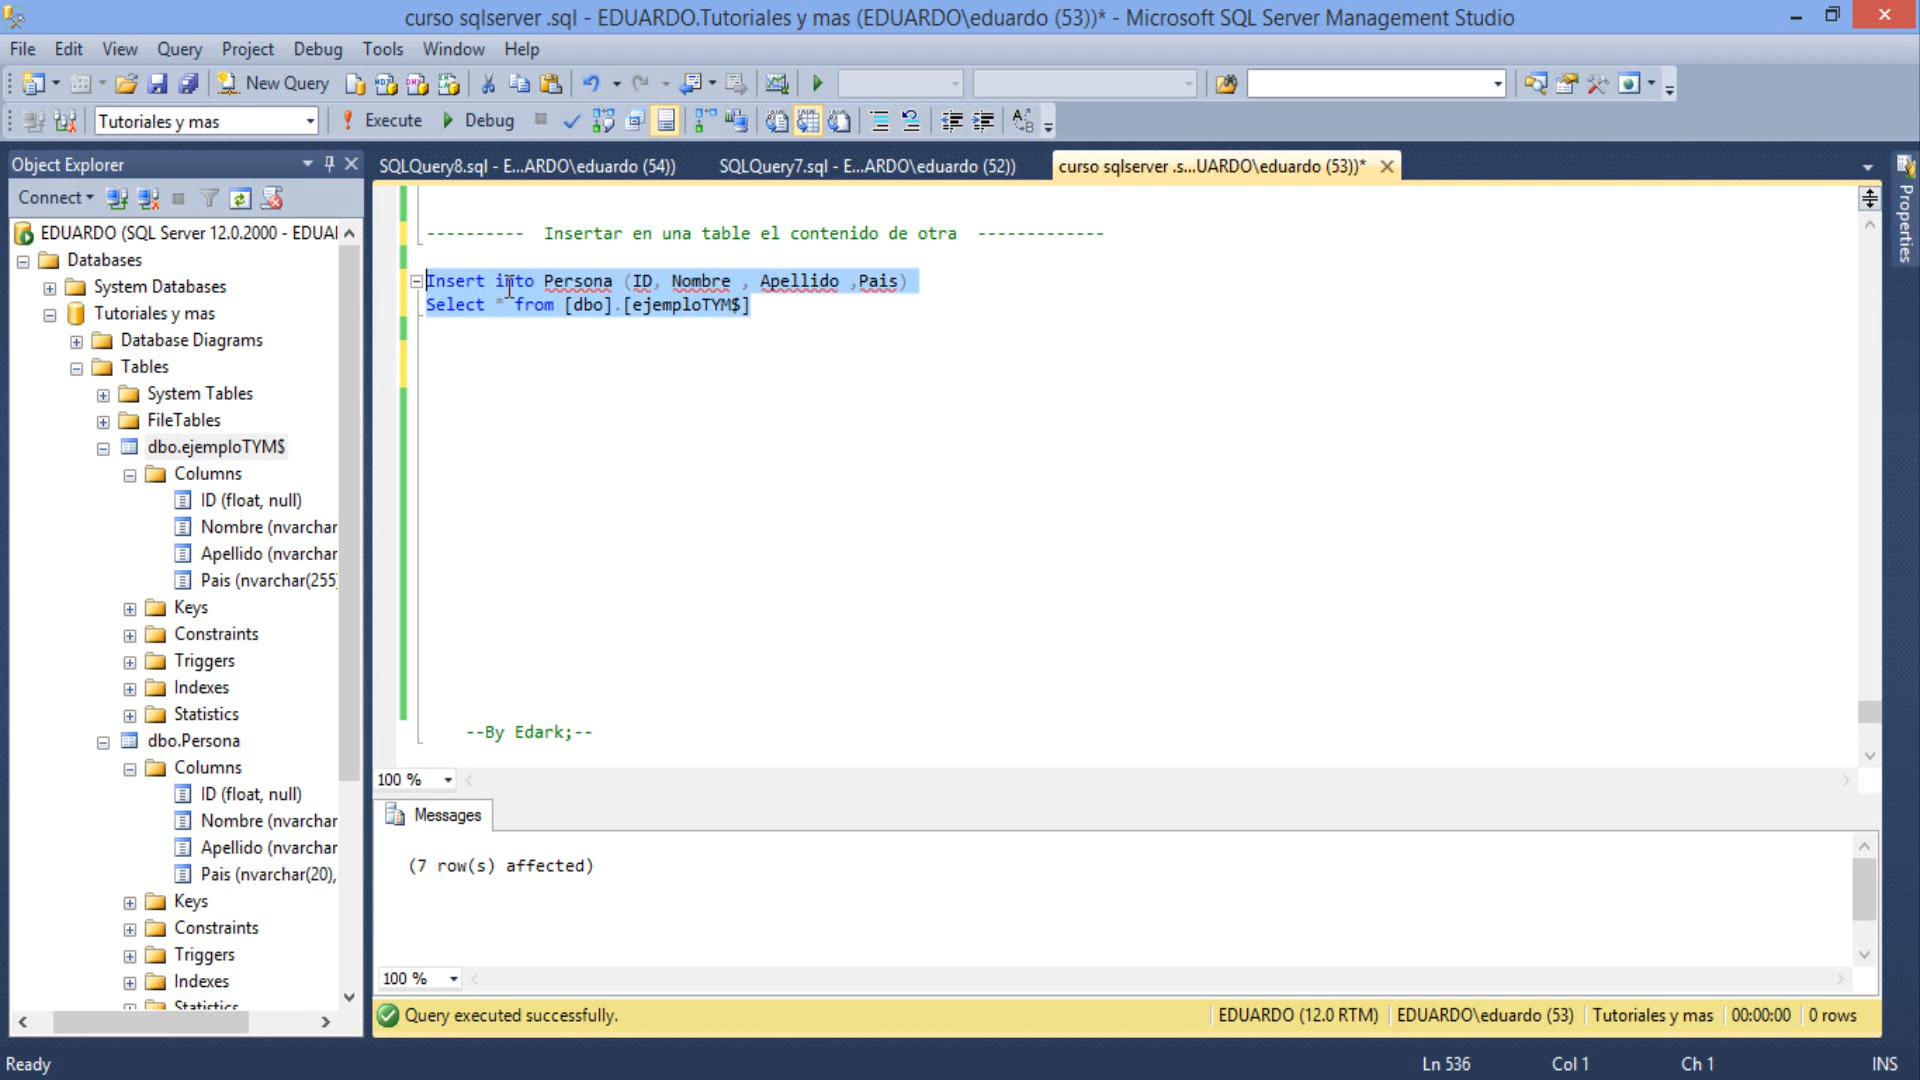 curso sqlserver .sql - EDUARDO.Tutoriales y mas (EDUARDO\eduardo (53))* - Microsoft SQL Server Management Studio
File Edit View Query Project Debug Tools Window Help
New Query
Tutoriales y mas Execute Debug
Object Explorer
SQLQuery8.sql - E...ARDO\eduardo (54)) SQLQuery7.sql - E...ARDO\eduardo (52)) curso sqlserver .s...UARDO\eduardo (53))*
Connect
EDUARDO (SQL Server 12.0.2000 - EDUAI
Databases
System Databases
Tutoriales y mas
Database Diagrams
Tables
System Tables
FileTables
dbo.ejemploTYM$
Columns
ID (float, null)
Nombre (nvarchar
Apellido (nvarchar
Pais (nvarchar(255)
Keys
Constraints
Triggers
Indexes
Statistics
dbo.Persona
Columns
ID (float, null)
Nombre (nvarchar
Apellido (nvarchar
Pais (nvarchar(20),
Keys
Constraints
Triggers
Indexes
Statistics
---------- Insertar en una table el contenido de otra -------------
Insert into Persona (ID, Nombre , Apellido ,Pais)
Select * from [dbo].[ejemploTYM$]
--By Edark;--
100 %
Messages
(7 row(s) affected)
100 %
Query executed successfully. EDUARDO (12.0 RTM) EDUARDO\eduardo (53) Tutoriales y mas 00:00:00 0 rows
Properties
Ready Ln 536 Col 1 Ch 1 INS